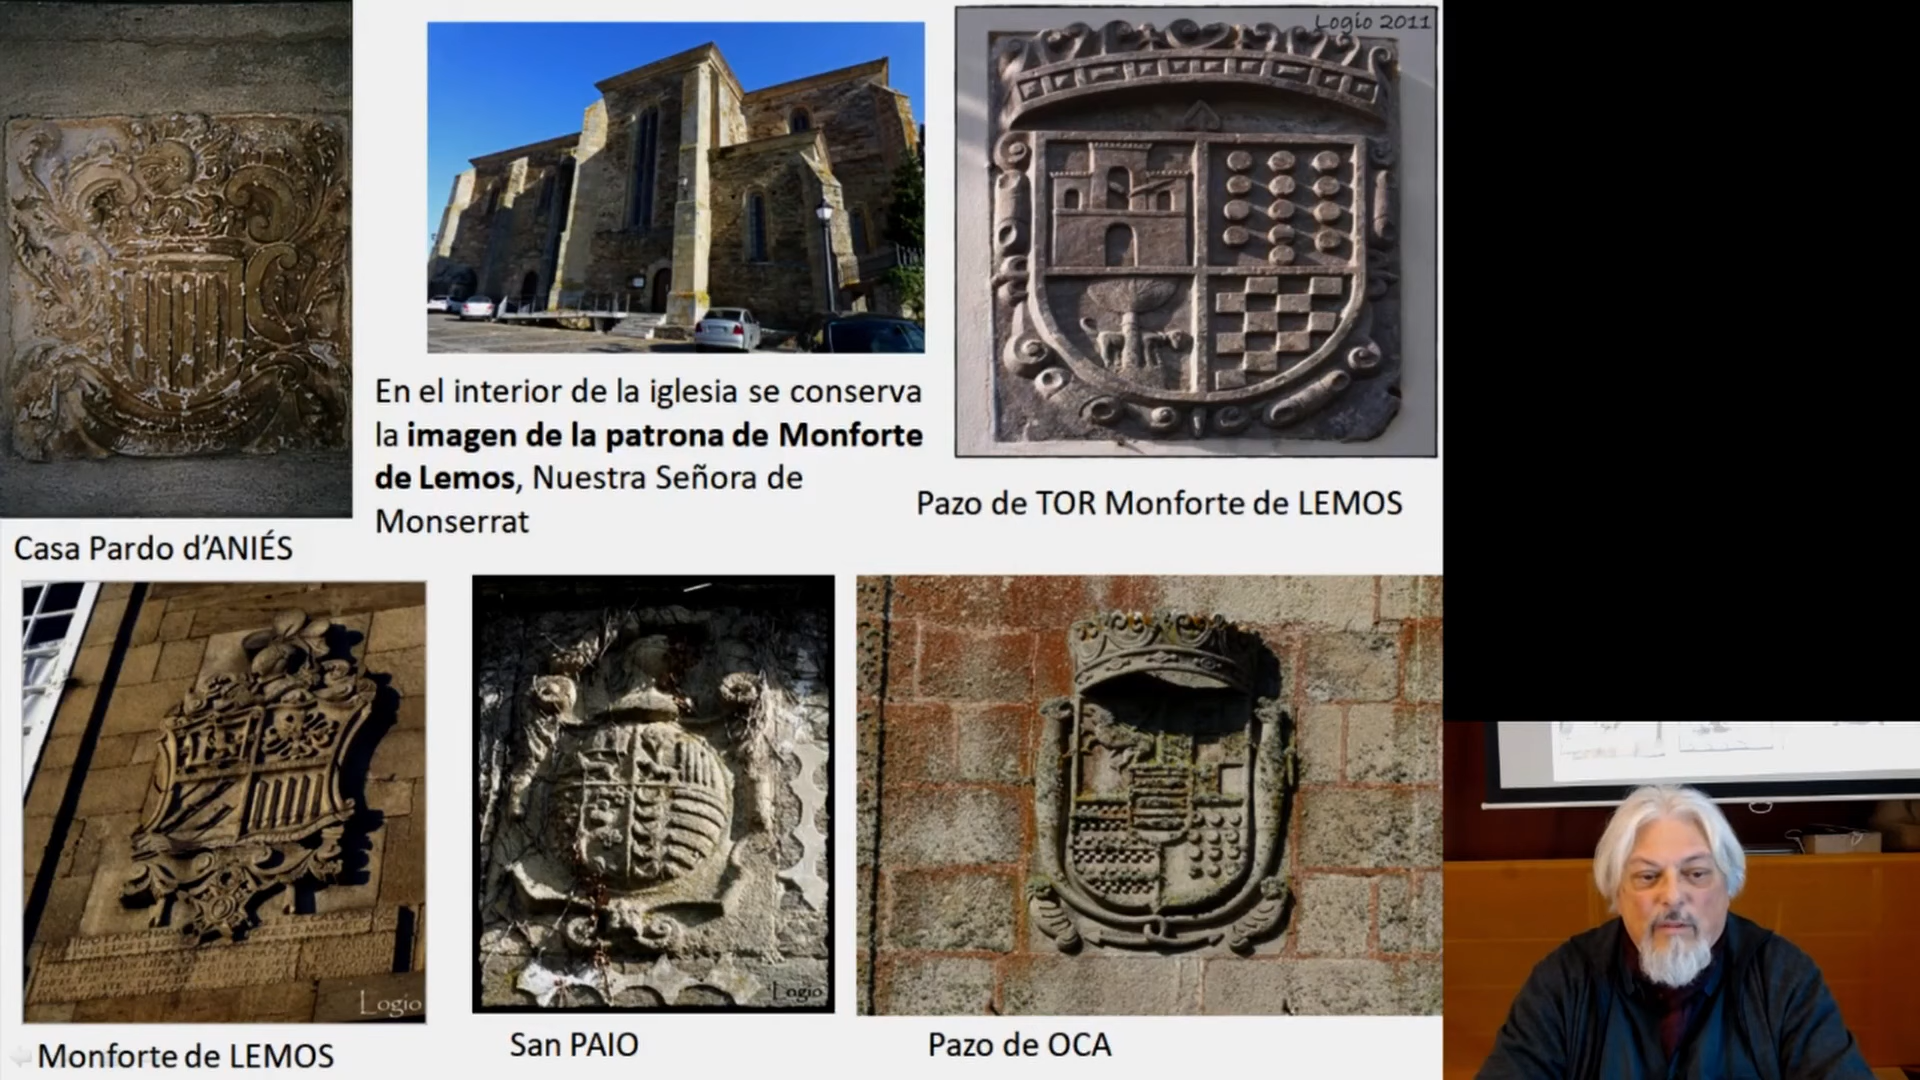 Logio 2011
En el interior de la iglesia se conserva
la imagen de la patrona de Monforte
de Lemos, Nuestra Señora de
Monserrat
Pazo de TOR Monforte de LEMOS
Casa Pardo d’ANIÉS
Logio
Logio
Monforte de LEMOS
San PAIO
Pazo de OCA